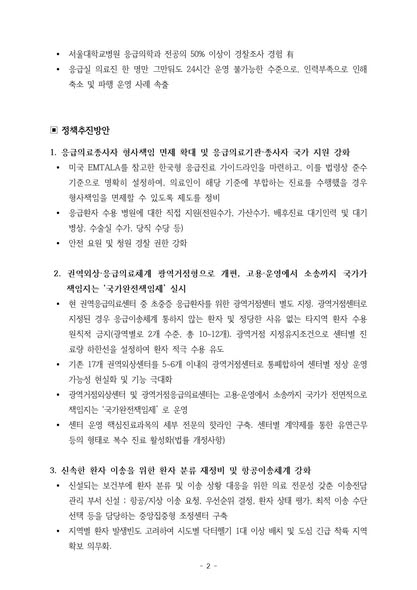 ▪ 서울대학교병원 응급의학과 전공의 50% 이상이 경찰조사 경험 有
▪ 응급실 의료진 한 명만 그만둬도 24시간 운영 불가능한 수준으로, 인력부족으로 인해
축소 및 파행 운영 사례 속출
▣ 정책추진방안
1. 응급의료종사자 형사책임 면제 확대 및 응급의료기관·종사자 국가 지원 강화
▪ 미국 EMTALA를 참고한 한국형 응급진료 가이드라인을 마련하고, 이를 법령상 준수
기준으로 명확히 설정하여, 의료인이 해당 기준에 부합하는 진료를 수행했을 경우
형사책임을 면제할 수 있도록 제도를 정비
▪ 응급환자 수용 병원에 대한 직접 지원(전원수가, 가산수가, 배후진료 대기인력 및 대기
병상, 수술실 수가, 당직 수당 등)
▪ 안전 요원 및 청원 경찰 권한 강화
2. 권역외상·응급의료체계 광역거점형으로 개편, 고용·운영에서 소송까지 국가가
책임지는 '국가완전책임제' 실시
▪ 현 권역응급의료센터 중 초중증 응급환자를 위한 광역거점센터 별도 지정. 광역거점센터로
지정된 경우 응급이송체계 통하지 않는 환자 및 정당한 사유 없는 타지역 환자 수용
원칙적 금지(광역별로 2개 수준, 총 10~12개). 광역거점 지정유지조건으로 센터별 진
료량 하한선을 설정하여 환자 적극 수용 유도
▪ 기존 17개 권역외상센터를 5~6개 이내의 광역거점센터로 통폐합하여 센터별 정상 운영
가능성 현실화 및 기능 극대화
▪ 광역거점외상센터 및 광역거점응급의료센터는 고용·운영에서 소송까지 국가가 전면적으로
책임지는 '국가완전책임제' 로 운영
▪ 센터 운영 핵심진료과목의 세부 전문의 핫라인 구축. 센터별 계약제를 통한 유연근무
등의 형태로 복수 진료 활성화(법률 개정사항)
3. 신속한 환자 이송을 위한 환자 분류 재정비 및 항공이송체계 강화
▪ 신설되는 보건부에 환자 분류 및 이송 상황 대응을 위한 의료 전문성 갖춘 이송전담
관리 부서 신설 : 항공/지상 이송 요청, 우선순위 결정, 환자 상태 평가, 최적 이송 수단
선택 등을 담당하는 중앙집중형 조정센터 구축
▪ 지역별 환자 발생빈도 고려하여 시도별 닥터헬기 1대 이상 배치 및 도심 긴급 착륙 지역
확보 의무화.
- 2 -